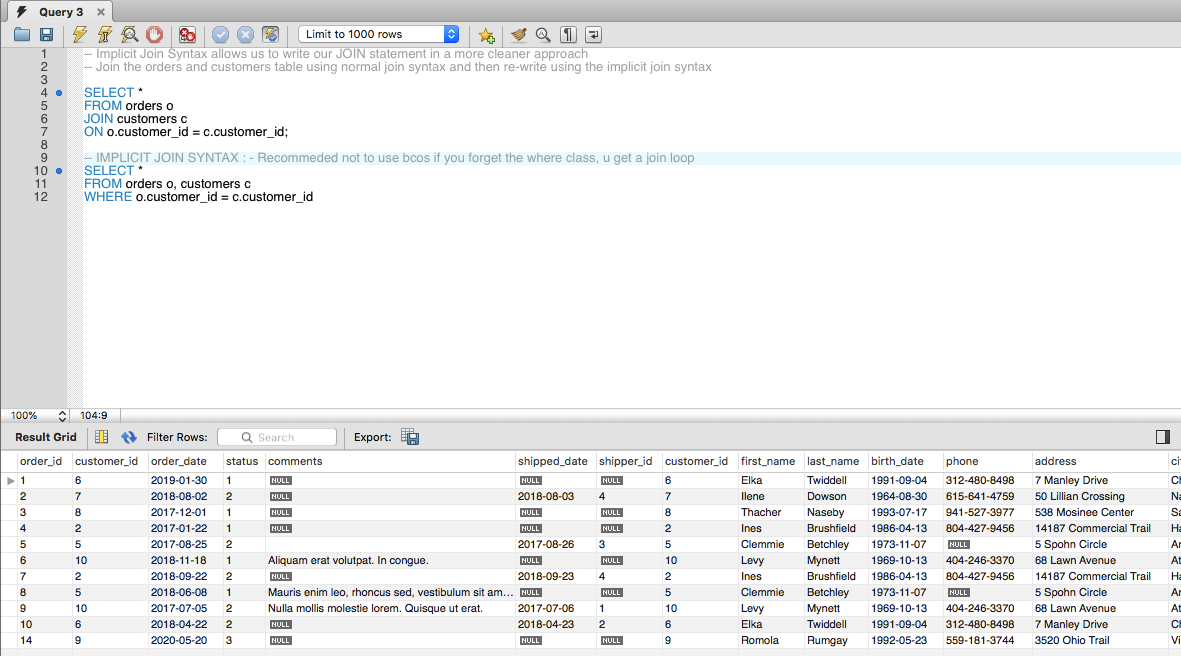 Query 3
Limit to 1000 rows
1 -- Implicit Join Syntax allows us to write our JOIN statement in a more cleaner approach
2 -- Join the orders and customers table using normal join syntax and then re-write using the implicit join syntax
3
4 SELECT *
5 FROM orders o
6 JOIN customers c
7 ON o.customer_id = c.customer_id;
8
9 -- IMPLICIT JOIN SYNTAX : - Recommeded not to use bcos if you forget the where class, u get a join loop
10 SELECT *
11 FROM orders o, customers c
12 WHERE o.customer_id = c.customer_id
100% 104:9
Result Grid Filter Rows: Search Export:
order_id customer_id order_date status comments shipped_date shipper_id customer_id first_name last_name birth_date phone address
1 6 2019-01-30 1 NULL NULL NULL 6 Elka Twiddell 1991-09-04 312-480-8498 7 Manley Drive
2 7 2018-08-02 2 NULL 2018-08-03 4 7 Ilene Dowson 1964-08-30 615-641-4759 50 Lillian Crossing
3 8 2017-12-01 1 NULL NULL NULL 8 Thacher Naseby 1993-07-17 941-527-3977 538 Mosinee Center
4 2 2017-01-22 1 NULL NULL NULL 2 Ines Brushfield 1986-04-13 804-427-9456 14187 Commercial Trail
5 5 2017-08-25 2 2017-08-26 3 5 Clemmie Betchley 1973-11-07 NULL 5 Spohn Circle
6 10 2018-11-18 1 Aliquam erat volutpat. In congue. NULL NULL 10 Levy Mynett 1969-10-13 404-246-3370 68 Lawn Avenue
7 2 2018-09-22 2 NULL 2018-09-23 4 2 Ines Brushfield 1986-04-13 804-427-9456 14187 Commercial Trail
8 5 2018-06-08 1 Mauris enim leo, rhoncus sed, vestibulum sit am... NULL NULL 5 Clemmie Betchley 1973-11-07 NULL 5 Spohn Circle
9 10 2017-07-05 2 Nulla mollis molestie lorem. Quisque ut erat. 2017-07-06 1 10 Levy Mynett 1969-10-13 404-246-3370 68 Lawn Avenue
10 6 2018-04-22 2 NULL 2018-04-23 2 6 Elka Twiddell 1991-09-04 312-480-8498 7 Manley Drive
14 9 2020-05-20 3 NULL NULL NULL 9 Romola Rumgay 1992-05-23 559-181-3744 3520 Ohio Trail